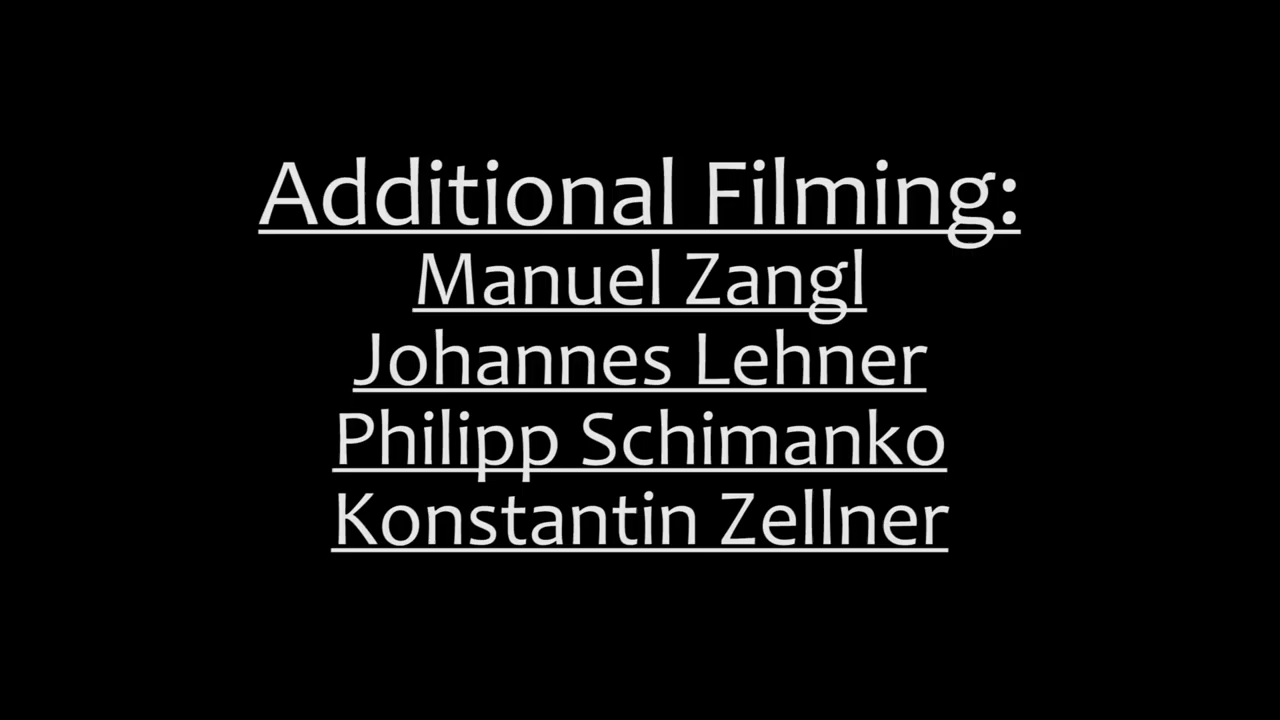 Additional Filming:
Manuel Zangl
Johannes Lehner
Philipp Schimanko
Konstantin Zellner